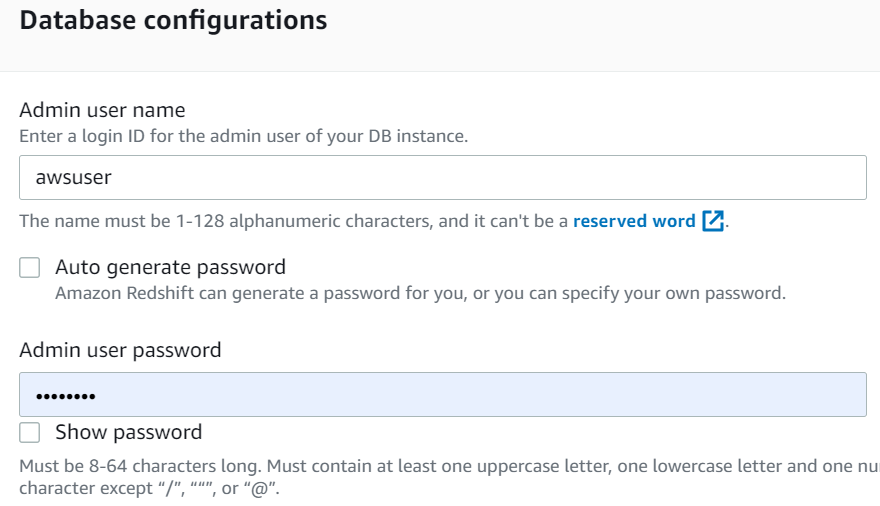 Database configurations
Admin user name
Enter a login ID for the admin user of your DB instance.
awsuser
The name must be 1-128 alphanumeric characters, and it can't be a reserved word.
Auto generate password
Amazon Redshift can generate a password for you, or you can specify your own password.
Admin user password
••••••••
Show password
Must be 8-64 characters long. Must contain at least one uppercase letter, one lowercase letter and one nu
character except “/”, “"”, or “@”.